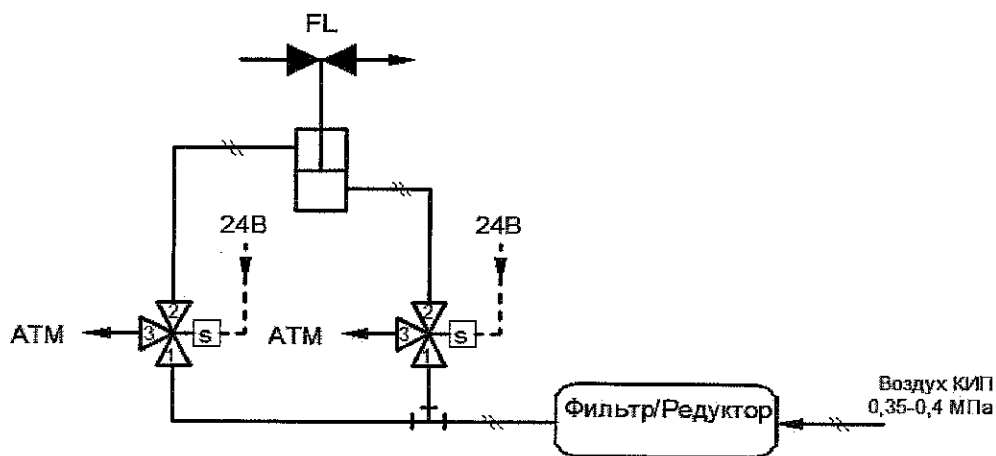 FL
24В
24В
2
2
АТМ
3
s
АТМ
3
s
1
1
Воздух КИП
0,35-0,4 МПа
Фильтр/Редуктор